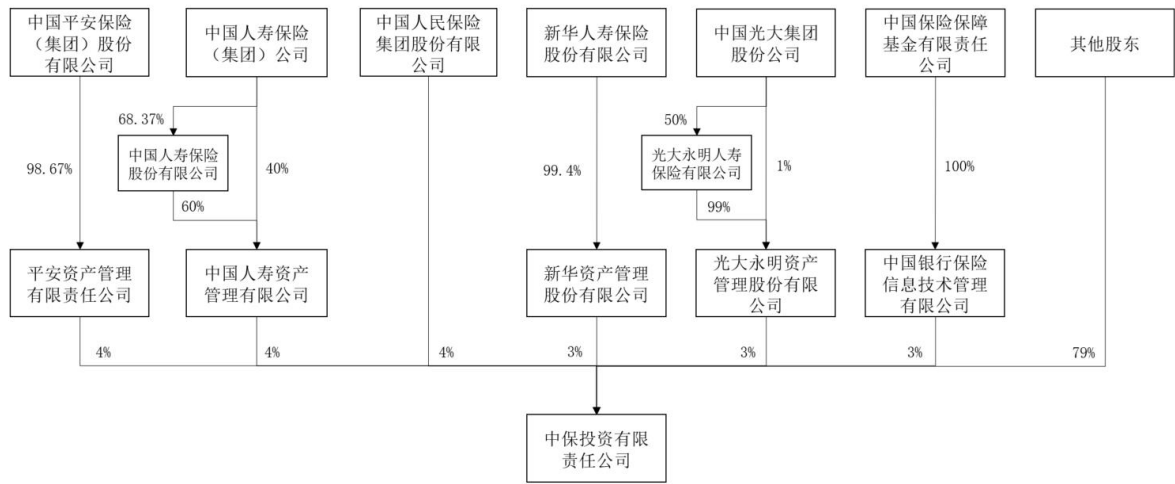 中国平安保险
（集团）股份
有限公司
中国人寿保险
（集团）公司
中国人民保险
集团股份有限
公司
新华人寿保险
股份有限公司
中国光大集团
股份公司
中国保险保障
基金有限责任
公司
其他股东
68.37%
50%
中国人寿保险
股份有限公司
光大永明人寿
保险有限公司
98.67%
40%
99.4%
1%
100%
60%
99%
平安资产管理
有限责任公司
中国人寿资产
管理有限公司
新华资产管理
股份有限公司
光大永明资产
管理股份有限
公司
中国银行保险
信息技术管理
有限公司
4%
4%
4%
3%
3%
3%
79%
中保投资有限
责任公司